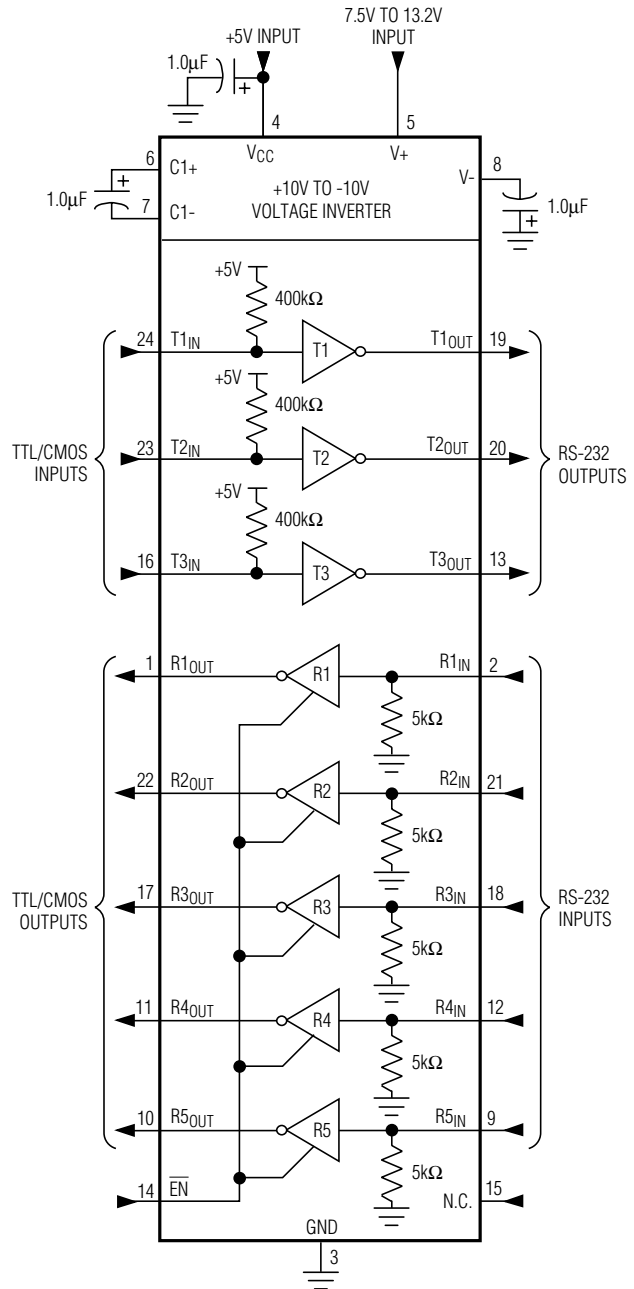 7.5V TO 13.2V
INPUT
+5V INPUT
1.0µF
+
4
5
VCC
V+
6
C1+
+
1.0µF
7
C1-
+10V TO -10V
VOLTAGE INVERTER
V-
8
1.0µF
+
+5V
400kΩ
24
T1IN
T1
T1OUT
19
+5V
400kΩ
23
T2IN
T2
T2OUT
20
TTL/CMOS
INPUTS
RS-232
OUTPUTS
+5V
400kΩ
16
T3IN
T3
T3OUT
13
1
R1OUT
R1
R1IN
2
5kΩ
22
R2OUT
R2
R2IN
21
5kΩ
17
R3OUT
R3
R3IN
18
TTL/CMOS
OUTPUTS
RS-232
INPUTS
5kΩ
11
R4OUT
R4
R4IN
12
5kΩ
10
R5OUT
R5
R5IN
9
5kΩ
14
EN
N.C.
15
GND
3